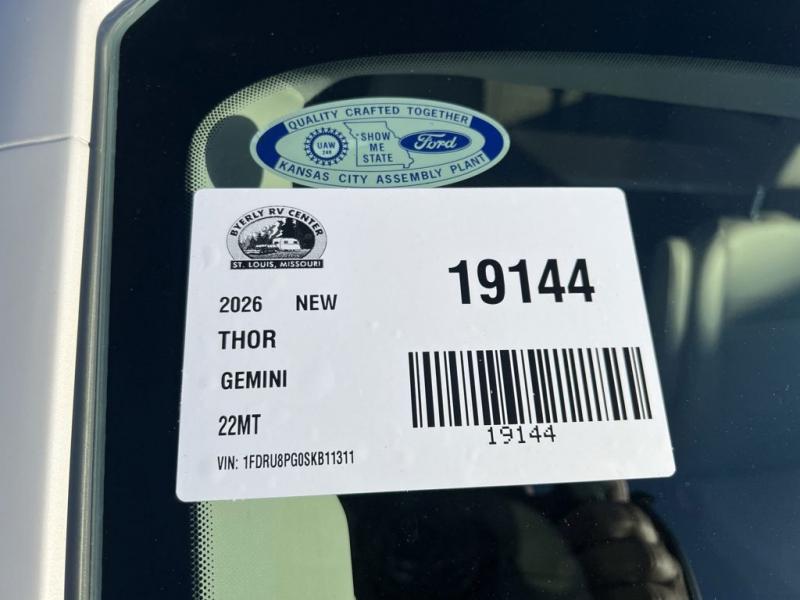 QUALITY CRAFTED TOGETHER
UAW
249
SHOW
ME
STATE
Ford
KANSAS CITY ASSEMBLY PLANT
BYERLY RV CENTER
ST. LOUIS, MISSOURI
19144
2026 NEW
THOR
GEMINI
22MT
19144
VIN: 1FDRU8PG0SKB11311